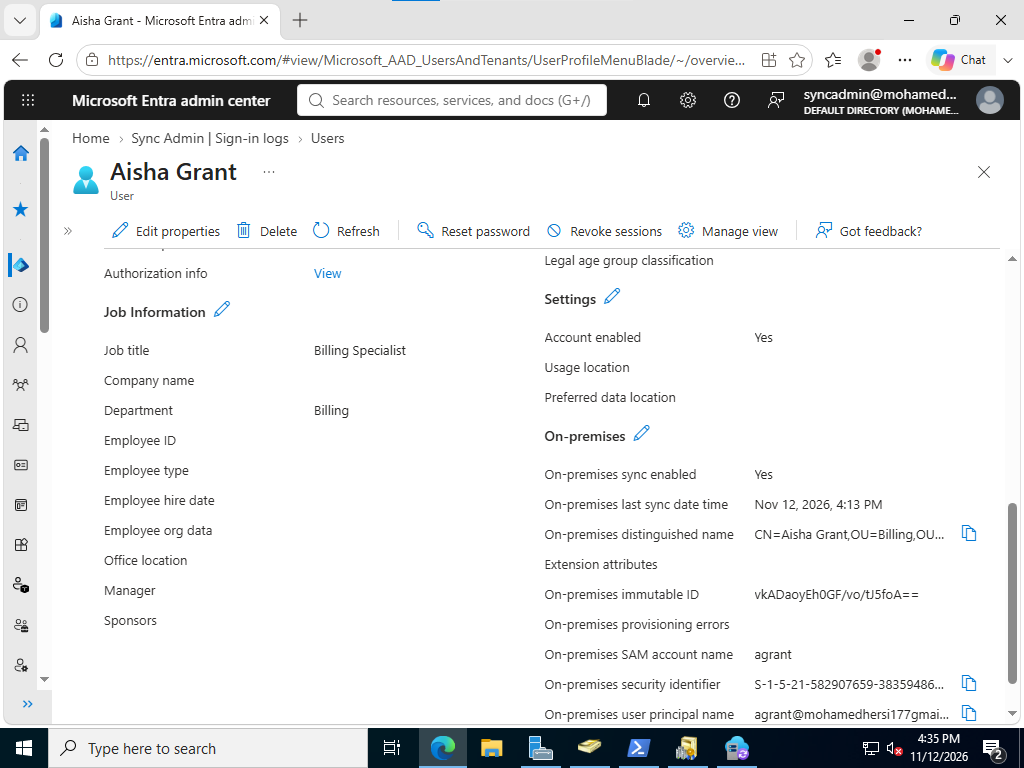 Aisha Grant - Microsoft Entra admi
https://entra.microsoft.com/#view/Microsoft_AAD_UsersAndTenants/UserProfileMenuBlade/~/overvie...
Chat
Microsoft Entra admin center
Search resources, services, and docs (G+/)
syncadmin@mohamed...
DEFAULT DIRECTORY (MOHAME...
Home > Sync Admin | Sign-in logs > Users
Aisha Grant ...
User
Edit properties
Delete
Refresh
Reset password
Revoke sessions
Manage view
Got feedback?
Authorization info View
Job Information
Job title Billing Specialist
Company name
Department Billing
Employee ID
Employee type
Employee hire date
Employee org data
Office location
Manager
Sponsors
Legal age group classification
Settings
Account enabled Yes
Usage location
Preferred data location
On-premises
On-premises sync enabled Yes
On-premises last sync date time Nov 12, 2026, 4:13 PM
On-premises distinguished name CN=Aisha Grant,OU=Billing,OU...
Extension attributes
On-premises immutable ID vkADaoyEh0GF/vo/tJ5foA==
On-premises provisioning errors
On-premises SAM account name agrant
On-premises security identifier S-1-5-21-582907659-38359486...
On-premises user principal name agrant@mohamedhersi177gmai...
Type here to search
4:35 PM
11/12/2026
2